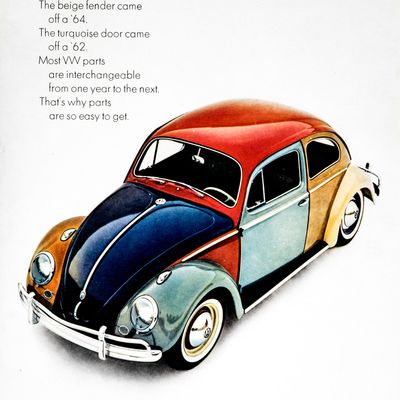 The beige fender came
off a '64.
The turquoise door came
off a '62.
Most VW parts
are interchangeable
from one year to the next.
That's why parts
are so easy to get.